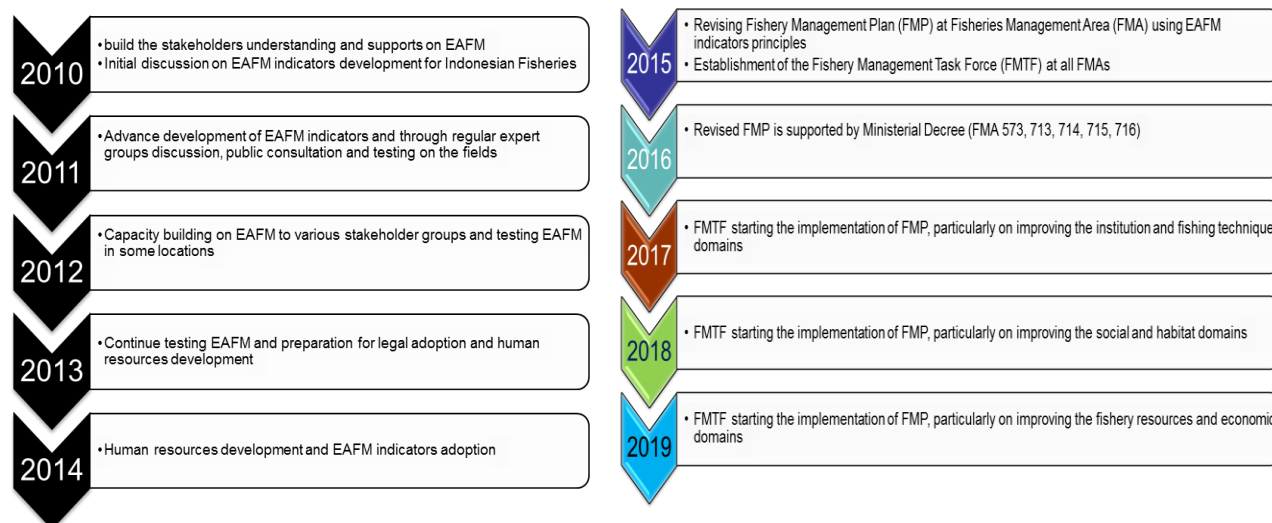 2010
•build the stakeholders understanding and supports on EAFM
•Initial discussion on EAFM indicators development for Indonesian Fisheries
2011
•Advance development of EAFM indicators and through regular expert
groups discussion, public consultation and testing on the fields
2012
•Capacity building on EAFM to various stakeholder groups and testing EAFM
in some locations
2013
•Continue testing EAFM and preparation for legal adoption and human
resources development
2014
•Human resources development and EAFM indicators adoption
2015
• Revising Fishery Management Plan (FMP) at Fisheries Management Area (FMA) using EAFM
indicators principles
• Establishment of the Fishery Management Task Force (FMTF) at all FMAs
2016
• Revised FMP is supported by Ministerial Decree (FMA 573, 713, 714, 715, 716)
2017
• FMTF starting the implementation of FMP, particularly on improving the institution and fishing technique
domains
2018
• FMTF starting the implementation of FMP, particularly on improving the social and habitat domains
2019
• FMTF starting the implementation of FMP, particularly on improving the fishery resources and economic
domains